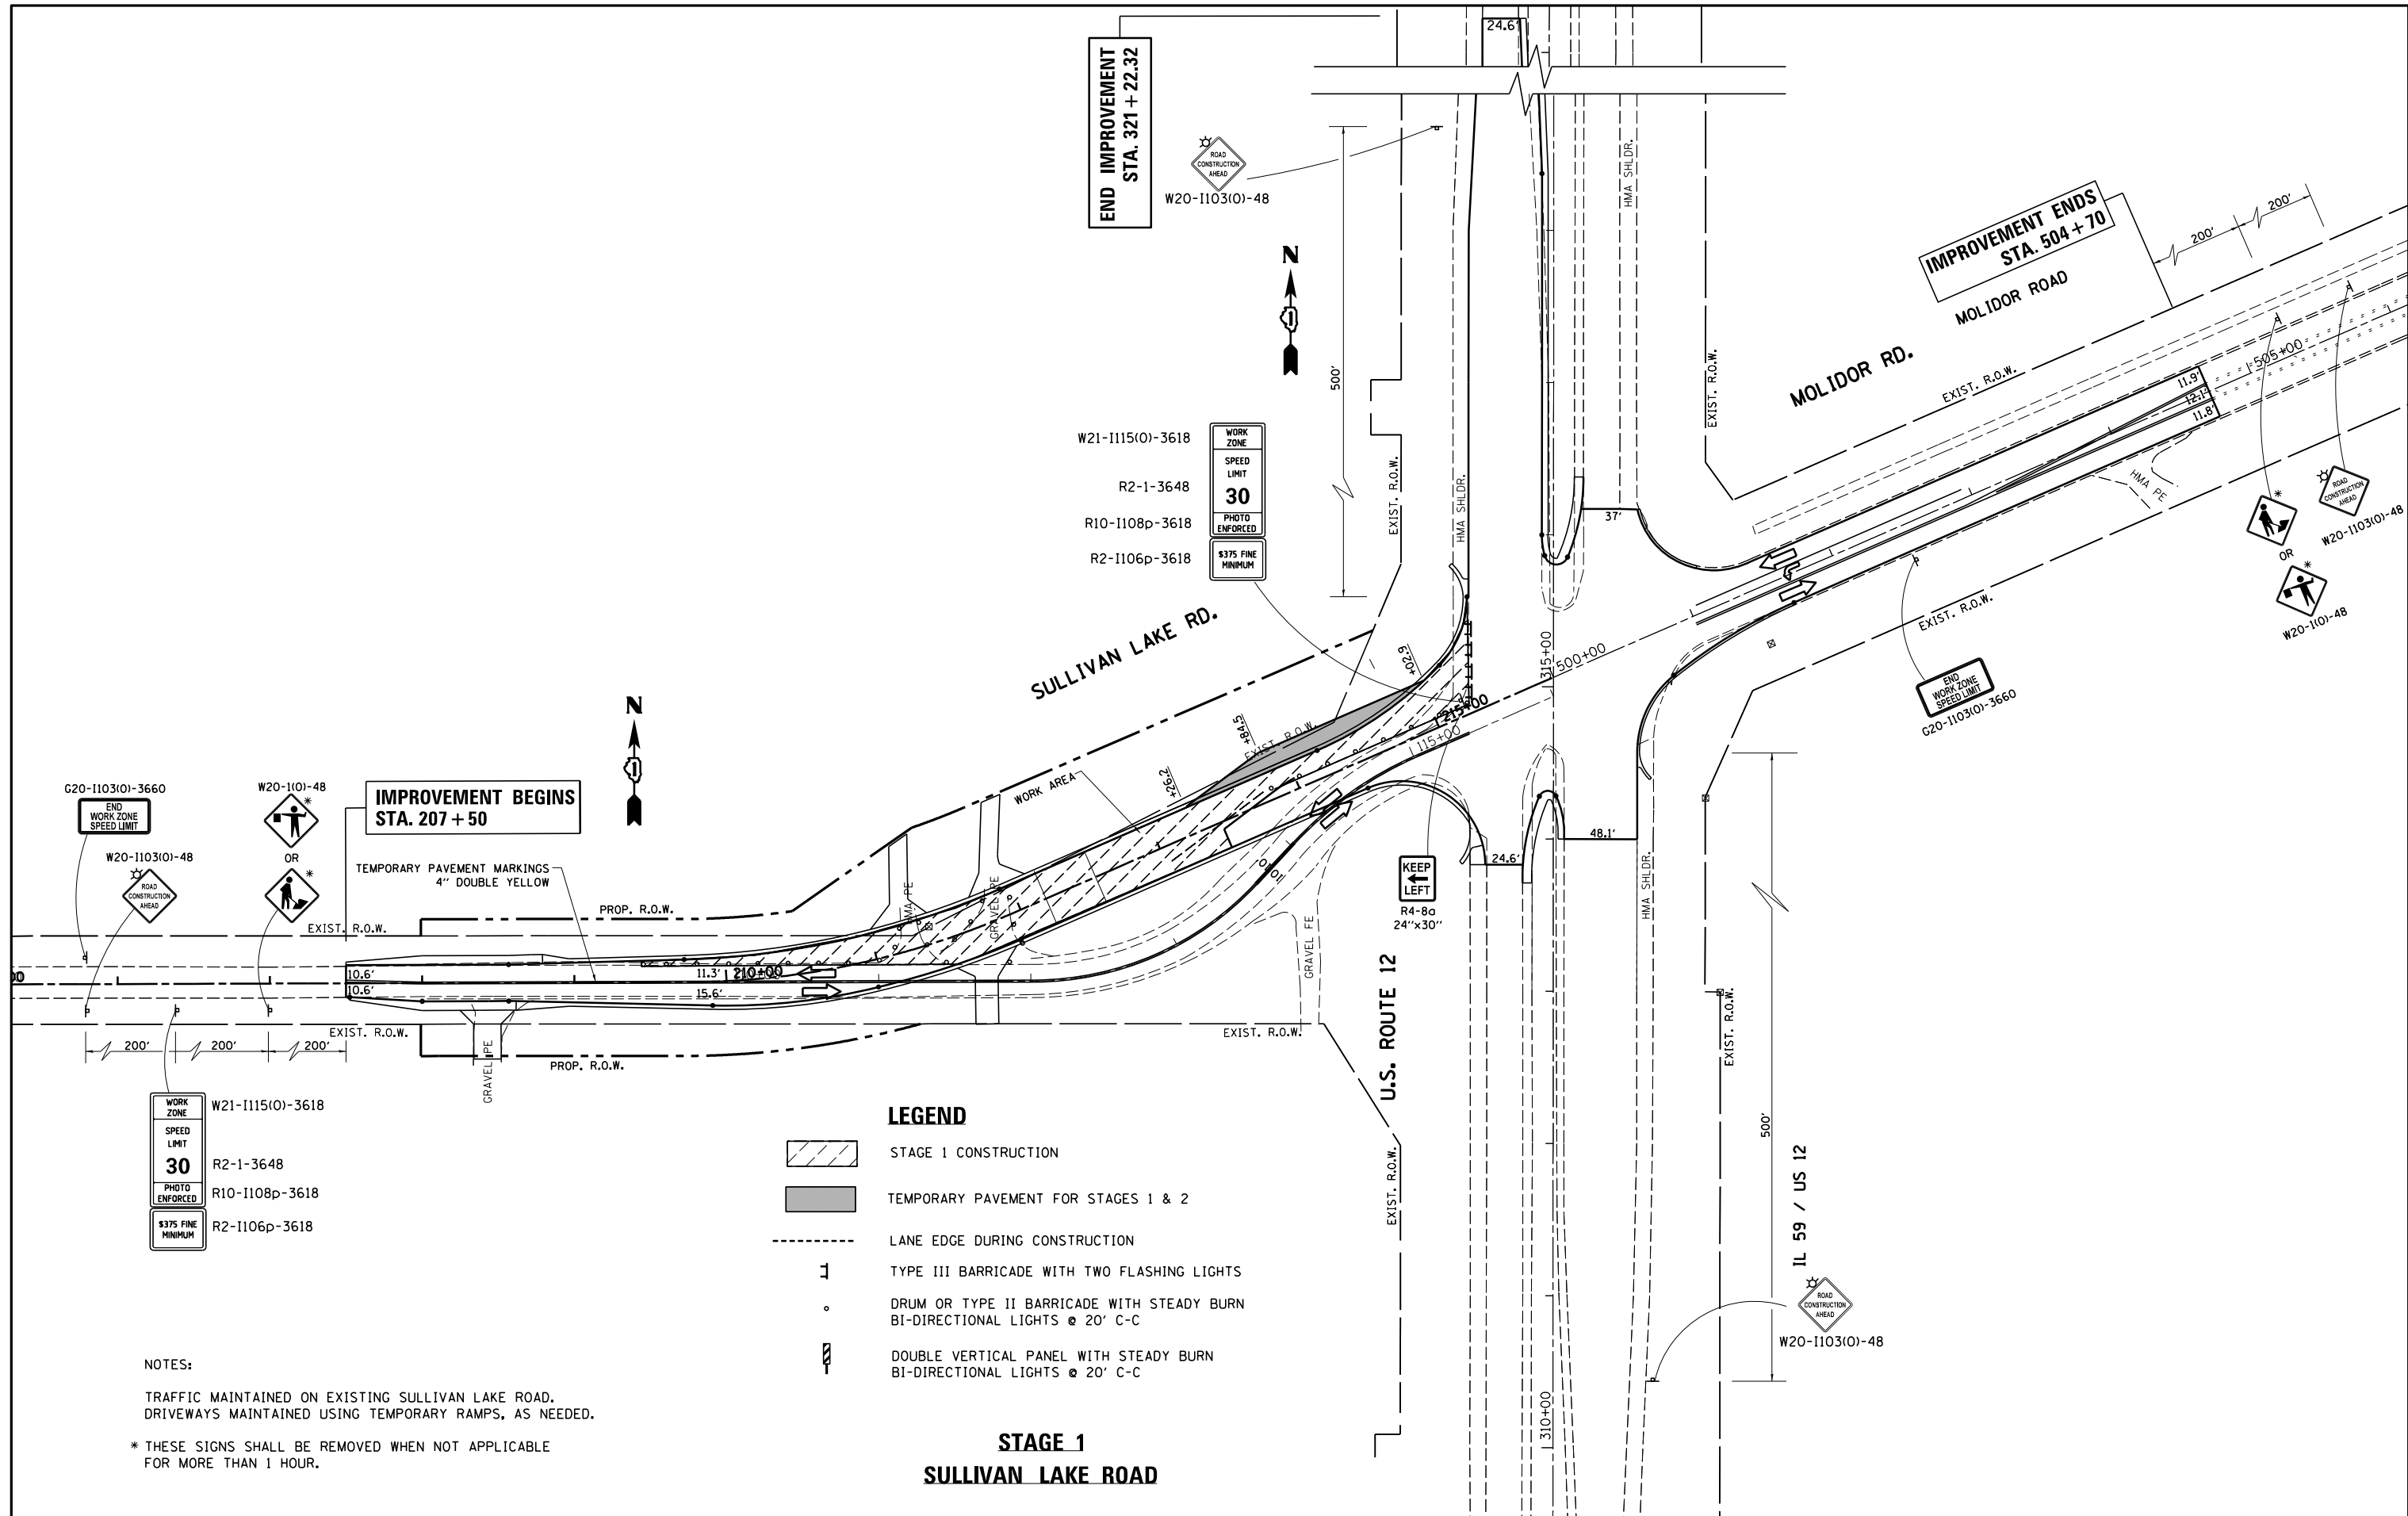 24.6'
END IMPROVEMENT
STA. 321+22.32
ROAD
CONSTRUCTION
AHEAD
W20-I103(O)-48
HMA SHLDR.
IMPROVEMENT ENDS
STA. 504+70
MOLIDOR ROAD
200'
200'
N
1
500'
MOLIDOR RD.
EXIST. R.O.W.
EXIST. R.O.W.
505+00
11.9'
12.1'
11.8'
HMA PE
W21-I115(O)-3618
R2-1-3648
R10-I108p-3618
R2-I106p-3618
WORK
ZONE
SPEED
LIMIT
30
PHOTO
ENFORCED
$375 FINE
MINIMUM
EXIST. R.O.W.
HMA SHLDR.
37'
*
OR
*
W20-1(O)-48
ROAD
CONSTRUCTION
AHEAD
W20-I103(O)-48
EXIST. R.O.W.
END
WORK ZONE
SPEED LIMIT
G20-I103(O)-3660
SULLIVAN LAKE RD.
+02.9
315+00
500+00
215+00
115+00
+84.5
EXIST. R.O.W.
+26.2
WORK AREA
N
1
G20-I103(O)-3660
END
WORK ZONE
SPEED LIMIT
W20-1(O)-48
*
OR
*
W20-I103(O)-48
ROAD
CONSTRUCTION
AHEAD
IMPROVEMENT BEGINS
STA. 207+50
TEMPORARY PAVEMENT MARKINGS
4" DOUBLE YELLOW
PROP. R.O.W.
EXIST. R.O.W.
HMA PE
GRAVEL PE
GRAVEL FE
KEEP
LEFT
R4-8a
24"x30"
24.6'
48.1'
HMA SHLDR.
00
10.6'
10.6'
11.3'
210+00
15.6'
EXIST. R.O.W.
EXIST. R.O.W.
EXIST. R.O.W.
200'
200'
200'
GRAVEL PE
PROP. R.O.W.
U.S. ROUTE 12
500'
WORK
ZONE
SPEED
LIMIT
30
PHOTO
ENFORCED
$375 FINE
MINIMUM
W21-I115(O)-3618
R2-1-3648
R10-I108p-3618
R2-I106p-3618
LEGEND
STAGE 1 CONSTRUCTION
TEMPORARY PAVEMENT FOR STAGES 1 & 2
LANE EDGE DURING CONSTRUCTION
TYPE III BARRICADE WITH TWO FLASHING LIGHTS
DRUM OR TYPE II BARRICADE WITH STEADY BURN
BI-DIRECTIONAL LIGHTS @ 20' C-C
DOUBLE VERTICAL PANEL WITH STEADY BURN
BI-DIRECTIONAL LIGHTS @ 20' C-C
EXIST. R.O.W.
IL 59 / US 12
ROAD
CONSTRUCTION
AHEAD
W20-I103(O)-48
310+00
NOTES:
TRAFFIC MAINTAINED ON EXISTING SULLIVAN LAKE ROAD.
DRIVEWAYS MAINTAINED USING TEMPORARY RAMPS, AS NEEDED.
* THESE SIGNS SHALL BE REMOVED WHEN NOT APPLICABLE
FOR MORE THAN 1 HOUR.
STAGE 1
SULLIVAN LAKE ROAD